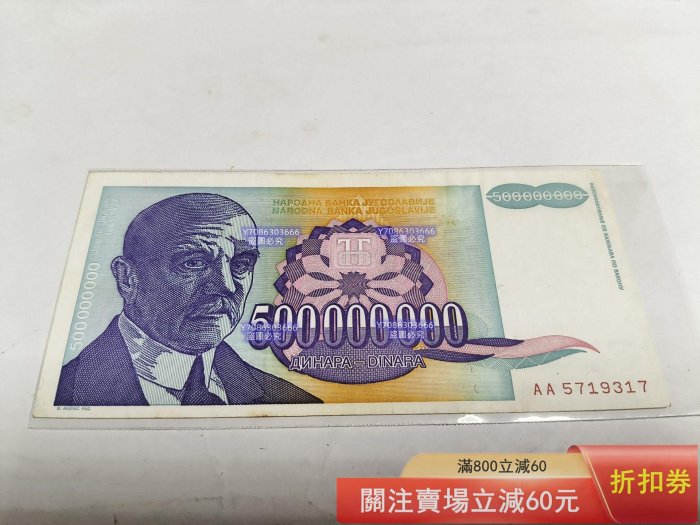 НАРОДНА БАНКА ЈУГОСЛАВИЈЕ
NARODNA BANKA JUGOSLAVIJE
500000000
500000000
Y7086303666
盜圖必究√
Y7086303666
盜圖必究√
Y7086303666
盜圖必究√
Y7086303666
盜圖必究√
500000000
ДИНАРА – DINARA
AA 5719317
滿800立減60
關注賣場立減60元
折扣券